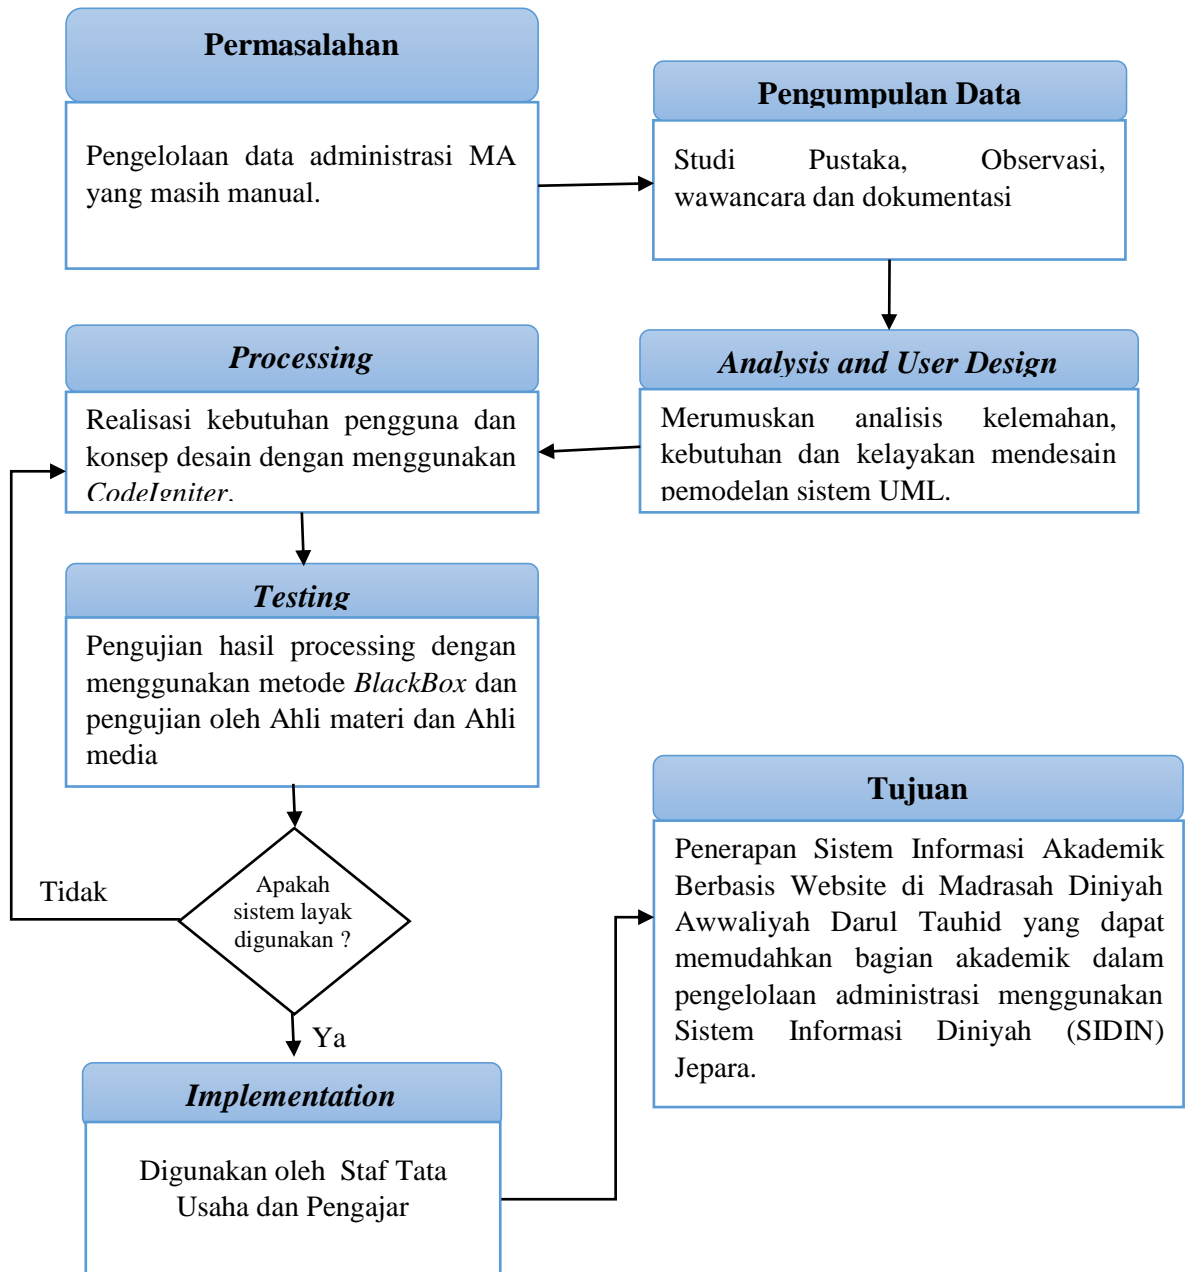 Permasalahan
Pengelolaan data administrasi MA
yang masih manual.
Pengumpulan Data
Studi Pustaka, Observasi,
wawancara dan dokumentasi
Analysis and User Design
Merumuskan analisis kelemahan,
kebutuhan dan kelayakan mendesain
pemodelan sistem UML.
Processing
Realisasi kebutuhan pengguna dan
konsep desain dengan menggunakan
CodeIgniter.
Testing
Pengujian hasil processing dengan
menggunakan metode BlackBox dan
pengujian oleh Ahli materi dan Ahli
media
Apakah
sistem layak
digunakan ?
Tidak
Ya
Implementation
Digunakan oleh Staf Tata
Usaha dan Pengajar
Tujuan
Penerapan Sistem Informasi Akademik
Berbasis Website di Madrasah Diniyah
Awwaliyah Darul Tauhid yang dapat
memudahkan bagian akademik dalam
pengelolaan administrasi menggunakan
Sistem Informasi Diniyah (SIDIN)
Jepara.